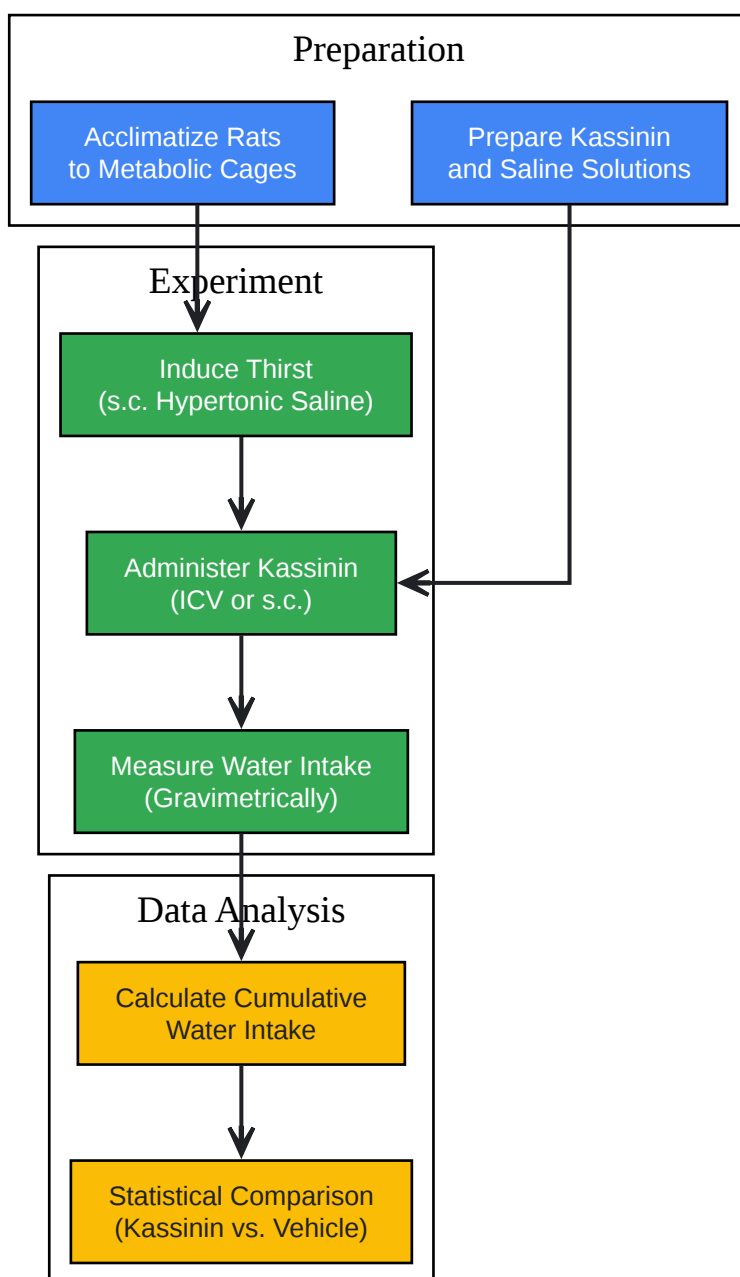 Preparation
Acclimatize Rats
to Metabolic Cages
Prepare Kassinin
and Saline Solutions
Experiment
Induce Thirst
(s.c. Hypertonic Saline)
Administer Kassinin
(ICV or s.c.)
Measure Water Intake
(Gravimetrically)
Data Analysis
Calculate Cumulative
Water Intake
Statistical Comparison
(Kassinin vs. Vehicle)